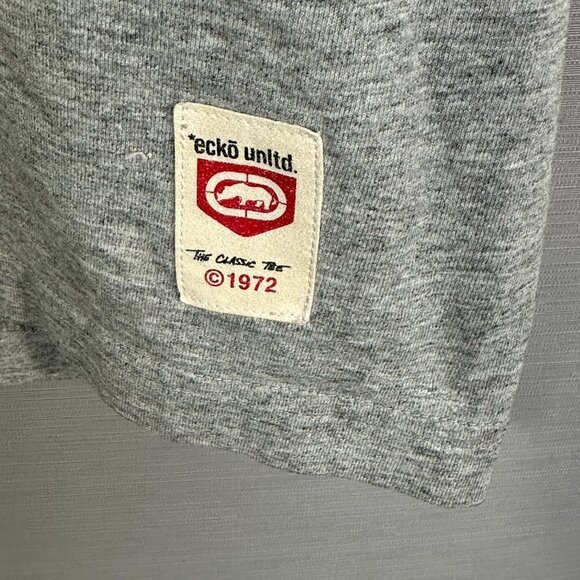 *eckō unltd.
THE CLASSIC TEE
©1972